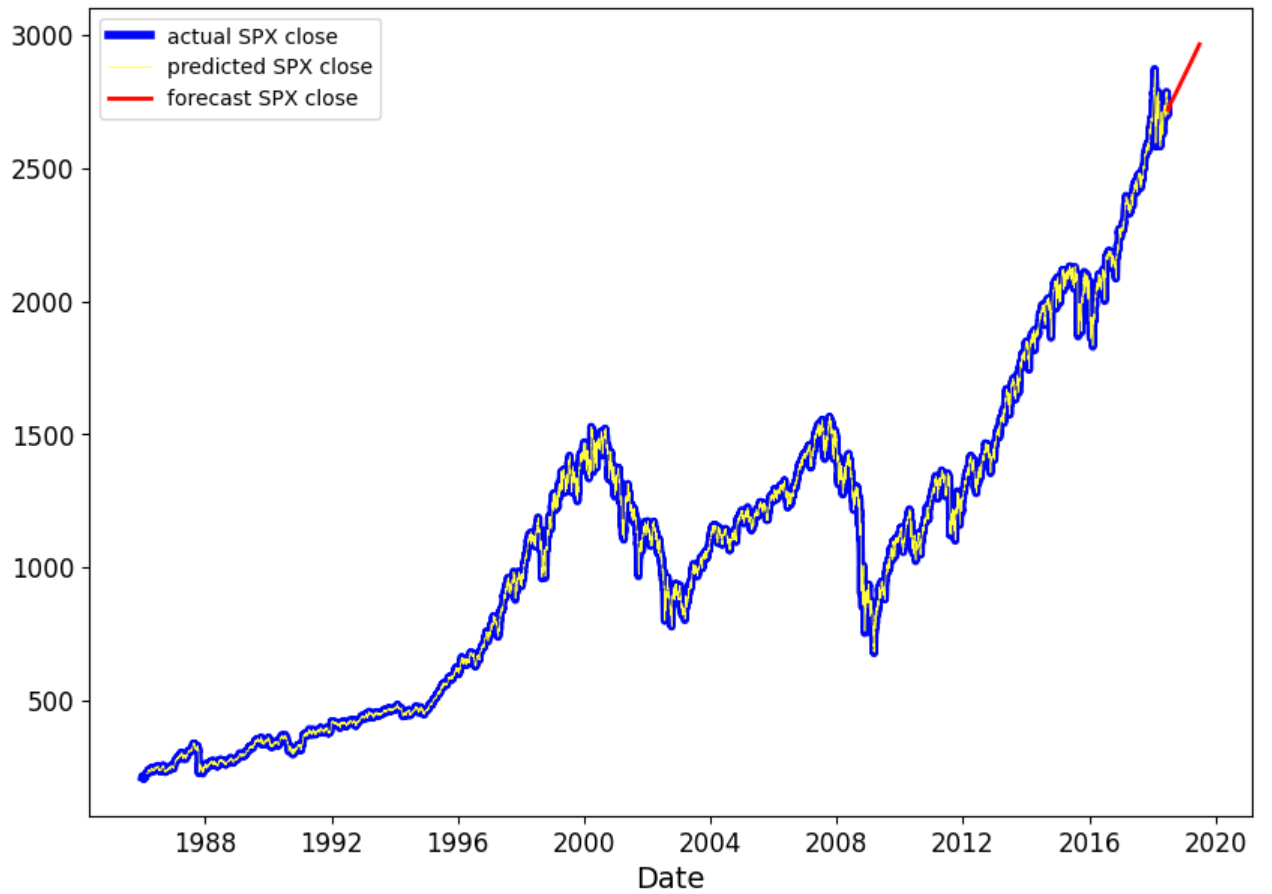 actual SPX close
predicted SPX close
forecast SPX close
3000
2500
2000
1500
1000
500
1988 1992 1996 2000 2004 2008 2012 2016 2020
Date